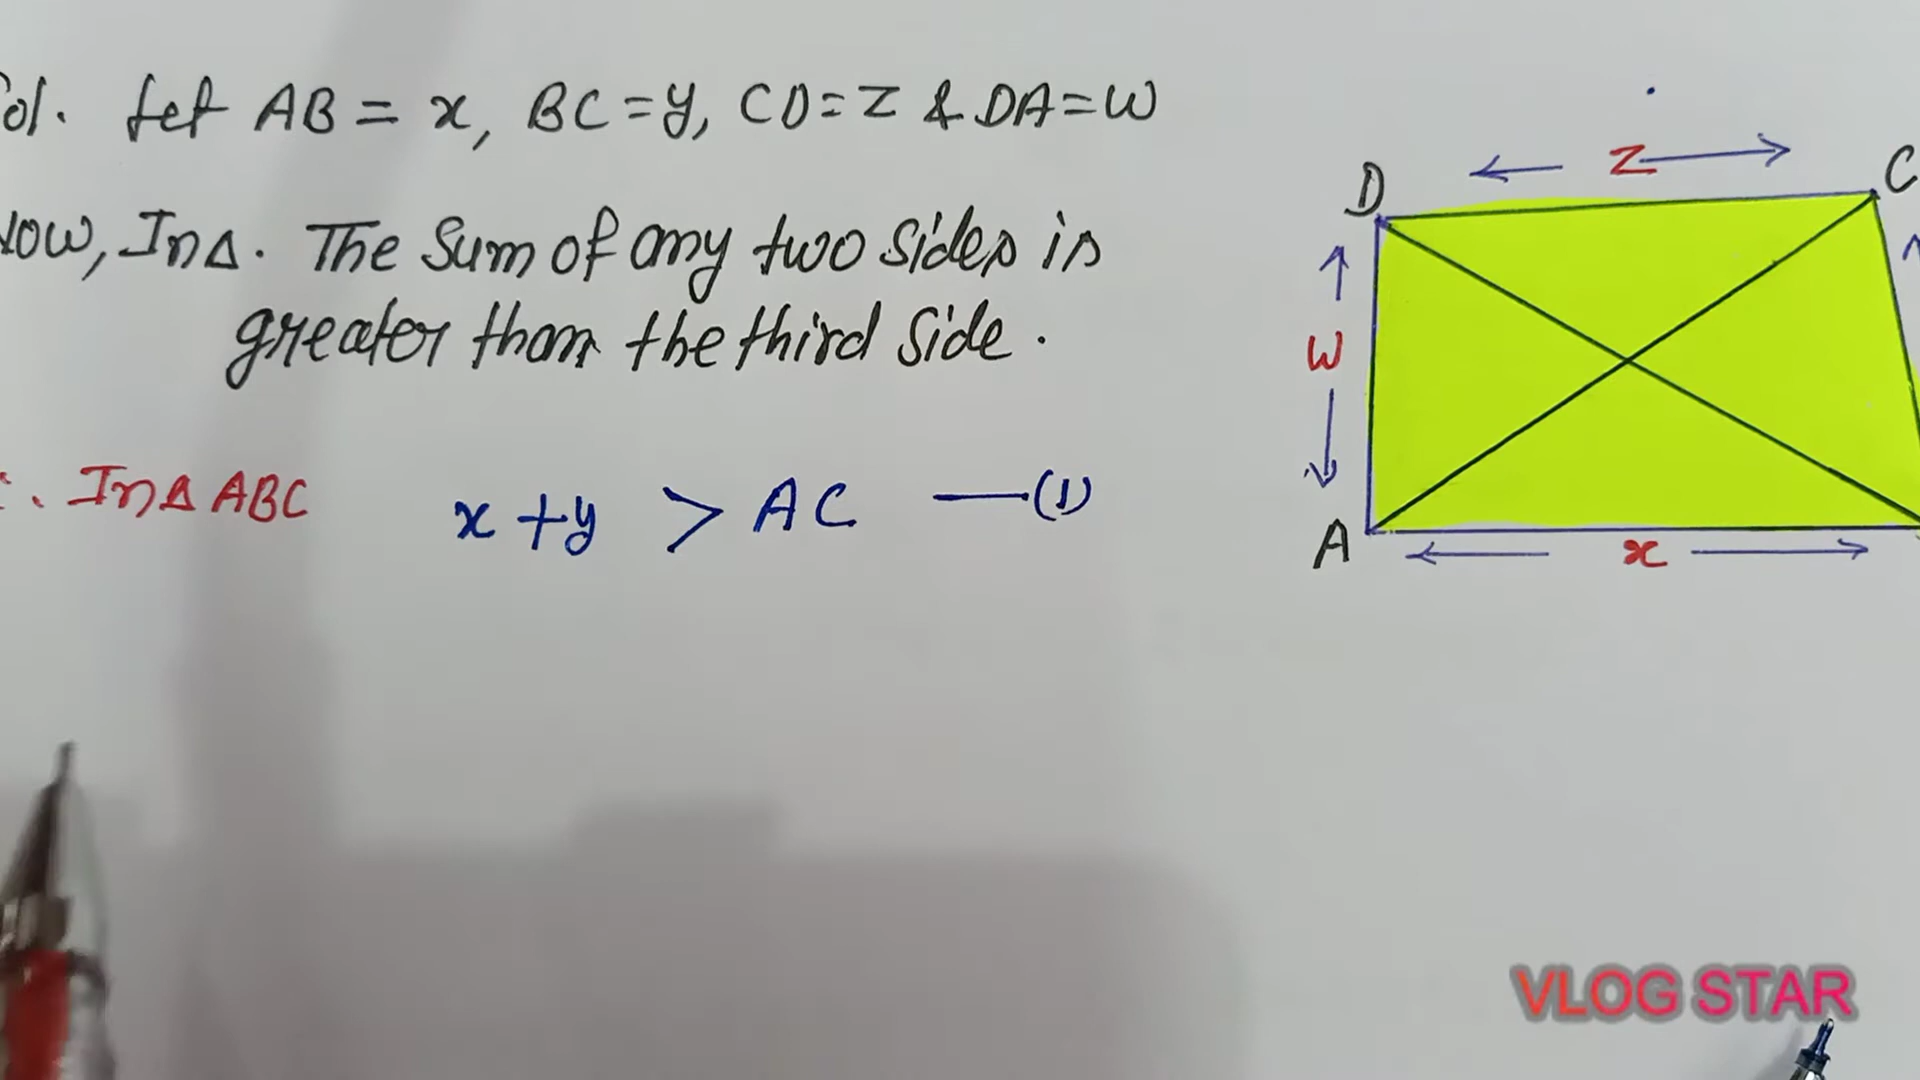 Sol. Let AB = x, BC = y, CD = z & DA = w
Now, In Δ. The Sum of any two sides is
greater than the third side.
∴ In Δ ABC x + y > AC —(1)
D
← z →
C
↑
w
↓
A
← x →
VLOG STAR